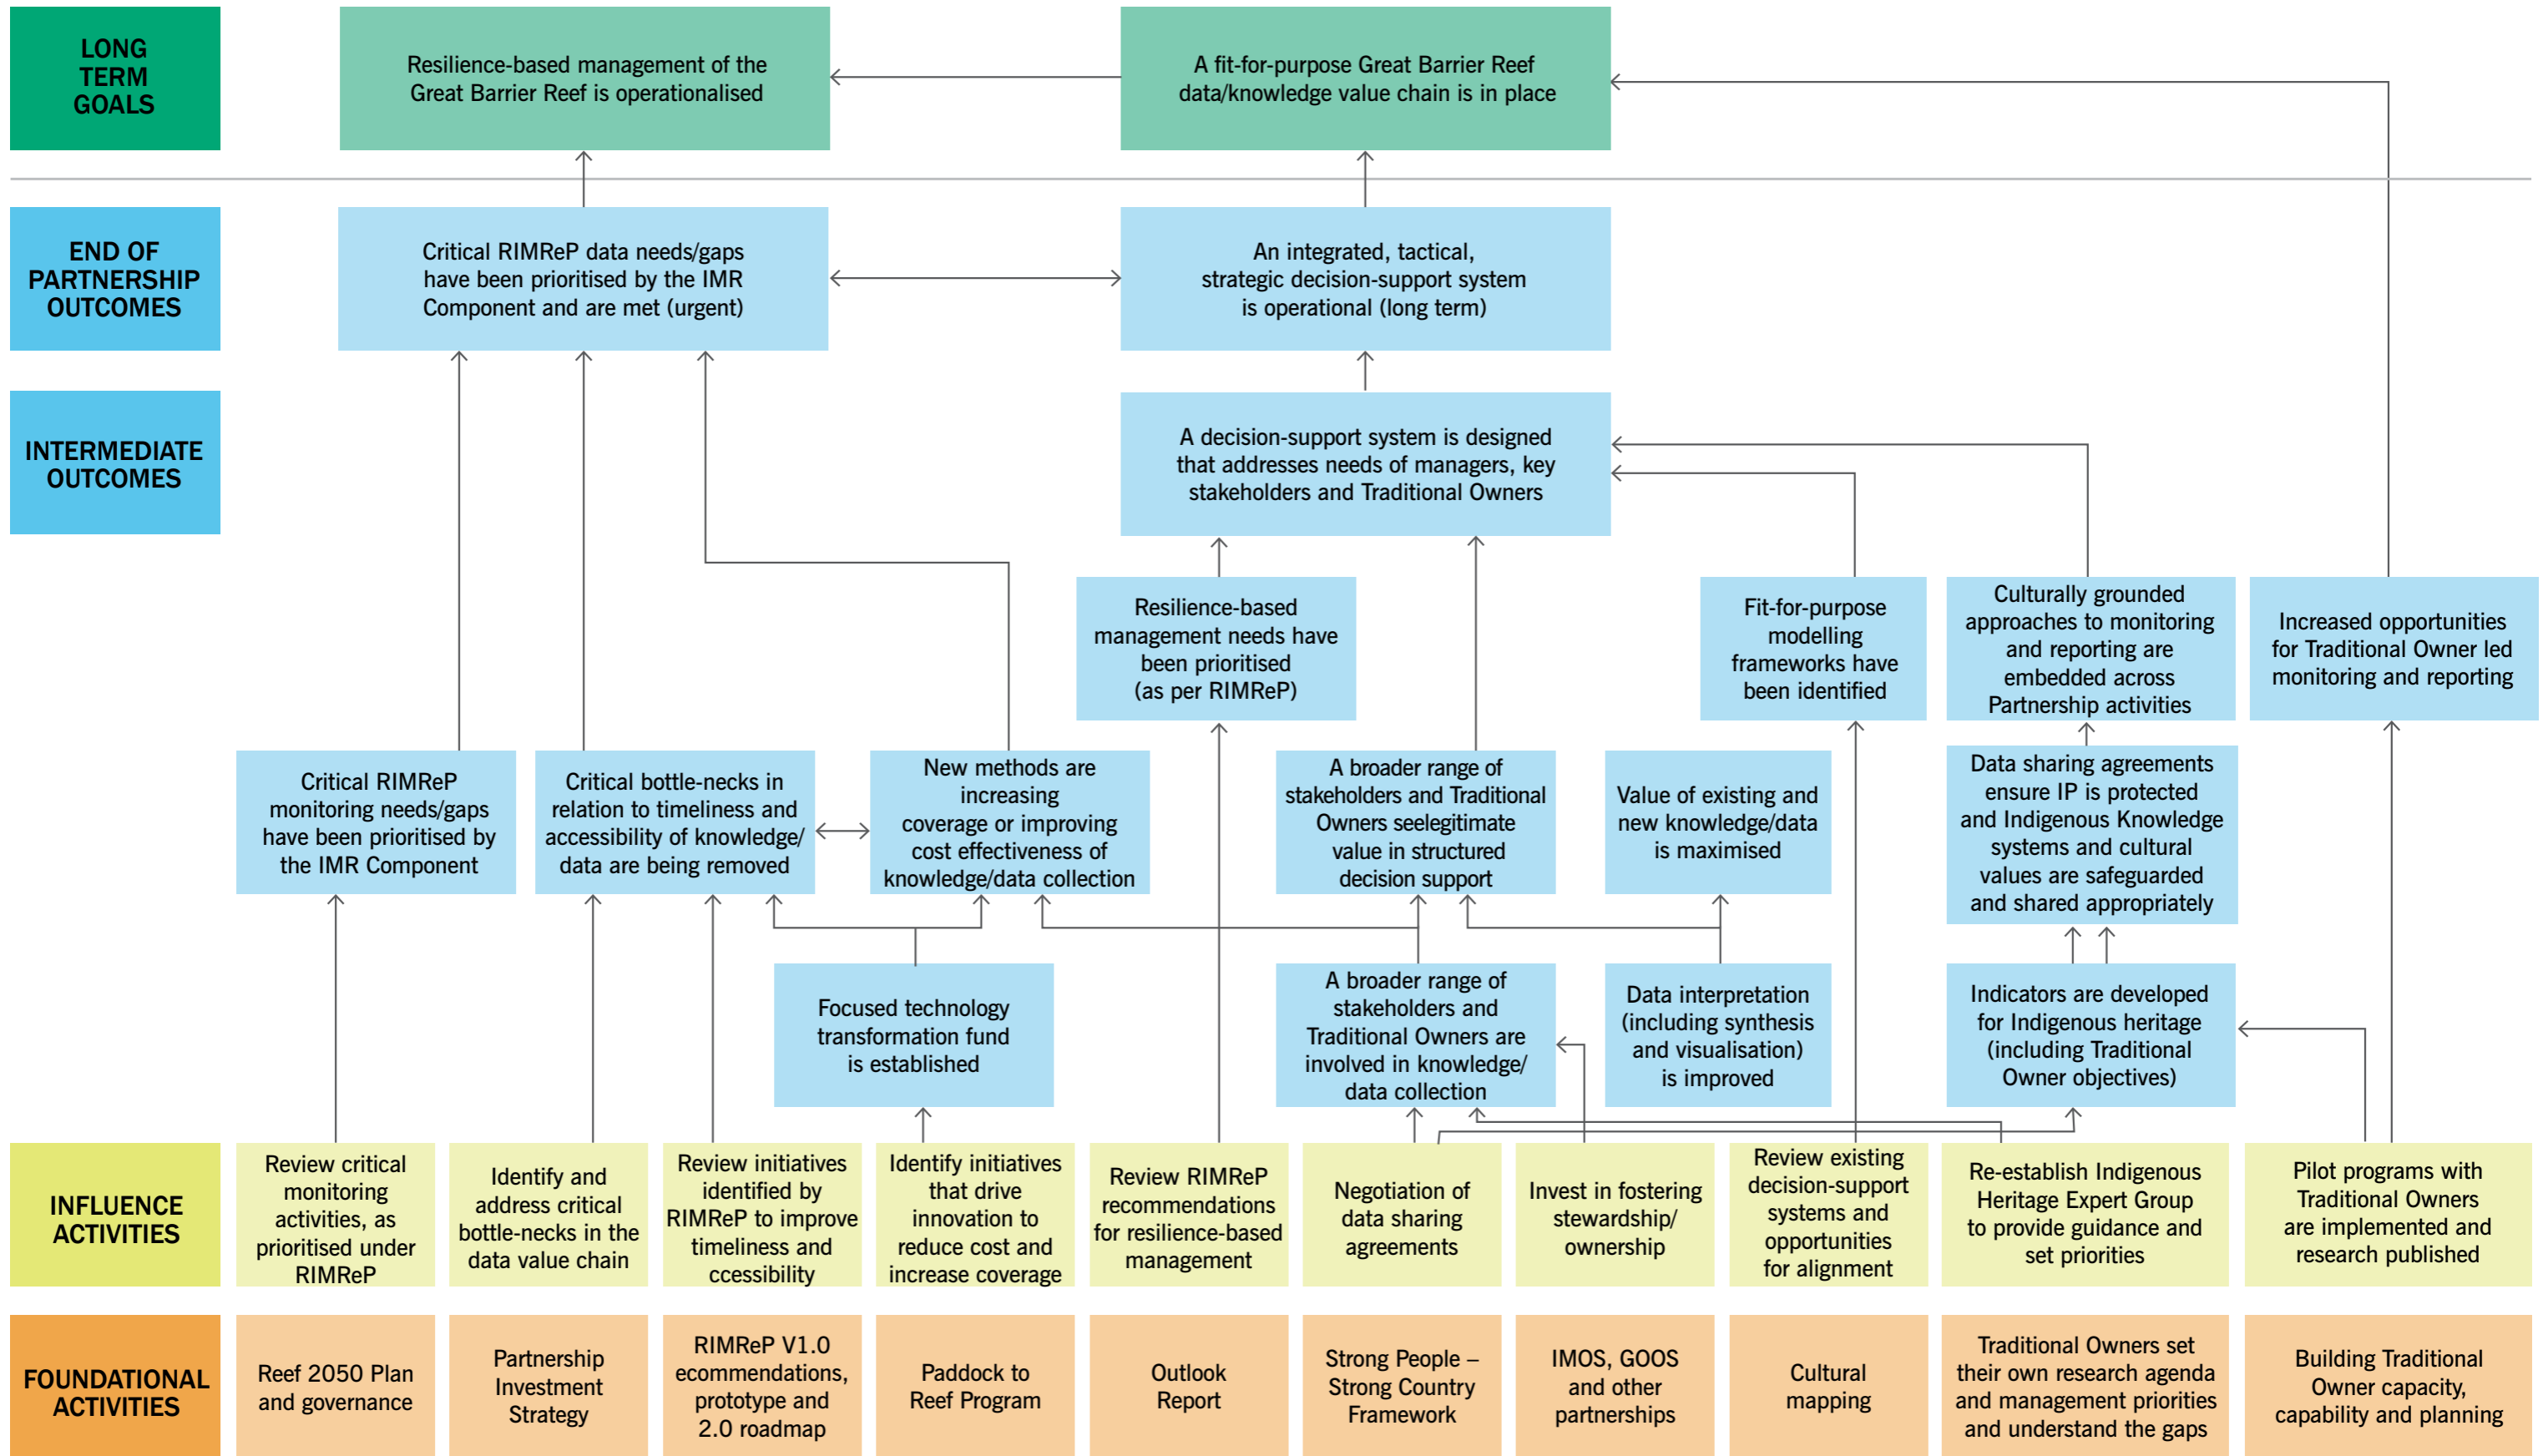 LONG
TERM
GOALS
Resilience-based management of the
Great Barrier Reef is operationalised
A fit-for-purpose Great Barrier Reef
data/knowledge value chain is in place
END OF
PARTNERSHIP
OUTCOMES
Critical RIMReP data needs/gaps
have been prioritised by the IMR
Component and are met (urgent)
An integrated, tactical,
strategic decision-support system
is operational (long term)
INTERMEDIATE
OUTCOMES
A decision-support system is designed
that addresses needs of managers, key
stakeholders and Traditional Owners
Resilience-based
management needs have
been prioritised
(as per RIMReP)
Fit-for-purpose
modelling
frameworks have
been identified
Culturally grounded
approaches to monitoring
and reporting are
embedded across
Partnership activities
Increased opportunities
for Traditional Owner led
monitoring and reporting
Critical RIMReP
monitoring needs/gaps
have been prioritised by
the IMR Component
Critical bottle-necks in
relation to timeliness and
accessibility of knowledge/
data are being removed
New methods are
increasing
coverage or improving
cost effectiveness of
knowledge/data collection
A broader range of
stakeholders and Traditional
Owners seelegitimate
value in structured
decision support
Value of existing and
new knowledge/data
is maximised
Data sharing agreements
ensure IP is protected
and Indigenous Knowledge
systems and cultural
values are safeguarded
and shared appropriately
Focused technology
transformation fund
is established
A broader range of
stakeholders and
Traditional Owners are
involved in knowledge/
data collection
Data interpretation
(including synthesis
and visualisation)
is improved
Indicators are developed
for Indigenous heritage
(including Traditional
Owner objectives)
INFLUENCE
ACTIVITIES
Review critical
monitoring
activities, as
prioritised under
RIMReP
Identify and
address critical
bottle-necks in the
data value chain
Review initiatives
identified by
RIMReP to improve
timeliness and
ccessibility
Identify initiatives
that drive
innovation to
reduce cost and
increase coverage
Review RIMReP
recommendations
for resilience-based
management
Negotiation of
data sharing
agreements
Invest in fostering
stewardship/
ownership
Review existing
decision-support
systems and
opportunities
for alignment
Re-establish Indigenous
Heritage Expert Group
to provide guidance and
set priorities
Pilot programs with
Traditional Owners
are implemented and
research published
FOUNDATIONAL
ACTIVITIES
Reef 2050 Plan
and governance
Partnership
Investment
Strategy
RIMReP V1.0
ecommendations,
prototype and
2.0 roadmap
Paddock to
Reef Program
Outlook
Report
Strong People –
Strong Country
Framework
IMOS, GOOS
and other
partnerships
Cultural
mapping
Traditional Owners set
their own research agenda
and management priorities
and understand the gaps
Building Traditional
Owner capacity,
capability and planning